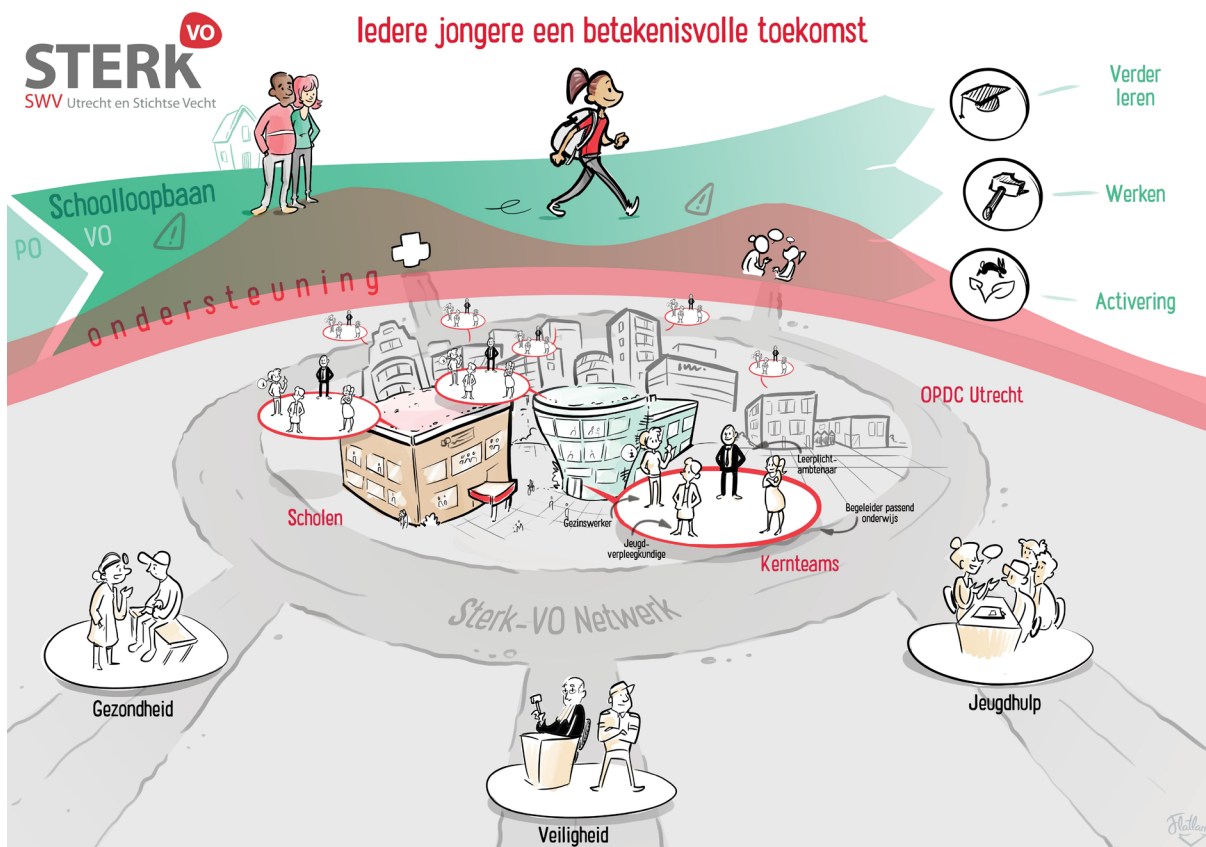 Iedere jongere een betekenisvolle toekomst
STERK VO
SWV Utrecht en Stichtse Vecht
Verder
leren
Werken
Activering
Schoolloopbaan
PO
VO
ondersteuning
OPDC Utrecht
Leerplicht-
ambtenaar
Scholen
Gezinswerker
Jeugd-
verpleegkundige
Begeleider passend
onderwijs
Kernteams
Sterk-VO Netwerk
Gezondheid
Veiligheid
Jeugdhulp